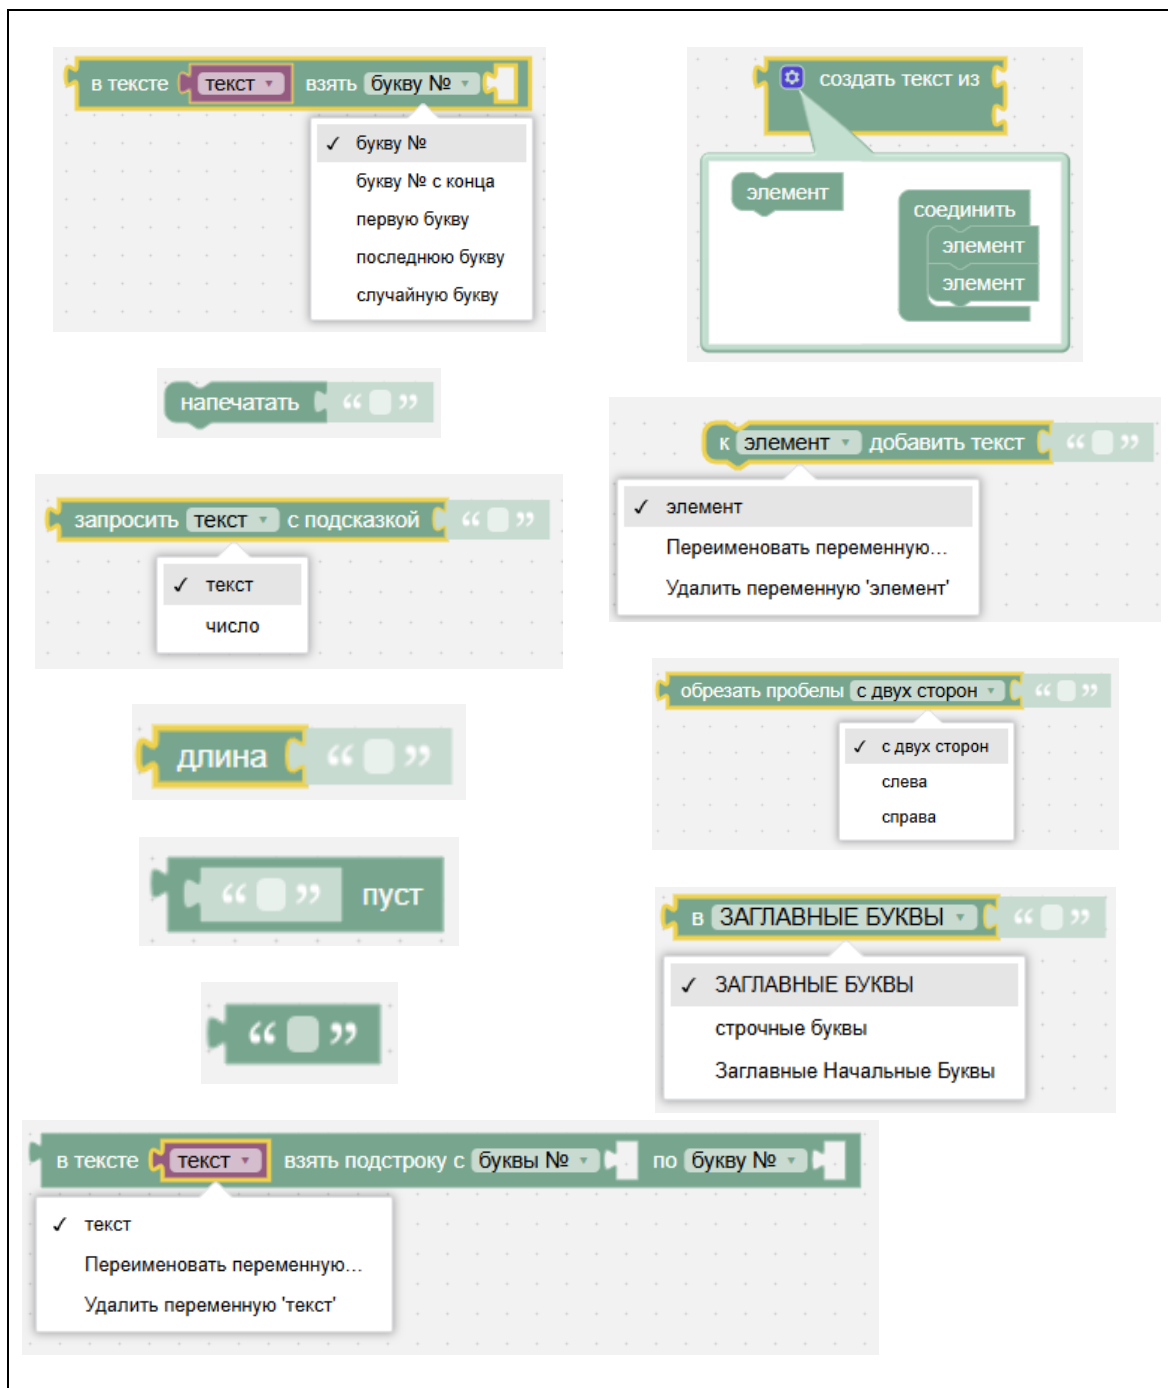 в тексте текст взять букву №
✓ букву №
букву № с конца
первую букву
последнюю букву
случайную букву
создать текст из
элемент
соединить
элемент
элемент
напечатать “ ”
к элемент добавить текст “ ”
✓ элемент
Переименовать переменную...
Удалить переменную 'элемент'
запросить текст с подсказкой “ ”
✓ текст
число
обрезать пробелы с двух сторон “ ”
✓ с двух сторон
слева
справа
длина “ ”
“ ” пуст
в ЗАГЛАВНЫЕ БУКВЫ “ ”
✓ ЗАГЛАВНЫЕ БУКВЫ
строчные буквы
Заглавные Начальные Буквы
“ ”
в тексте текст взять подстроку с буквы № по букву №
✓ текст
Переименовать переменную...
Удалить переменную 'текст'